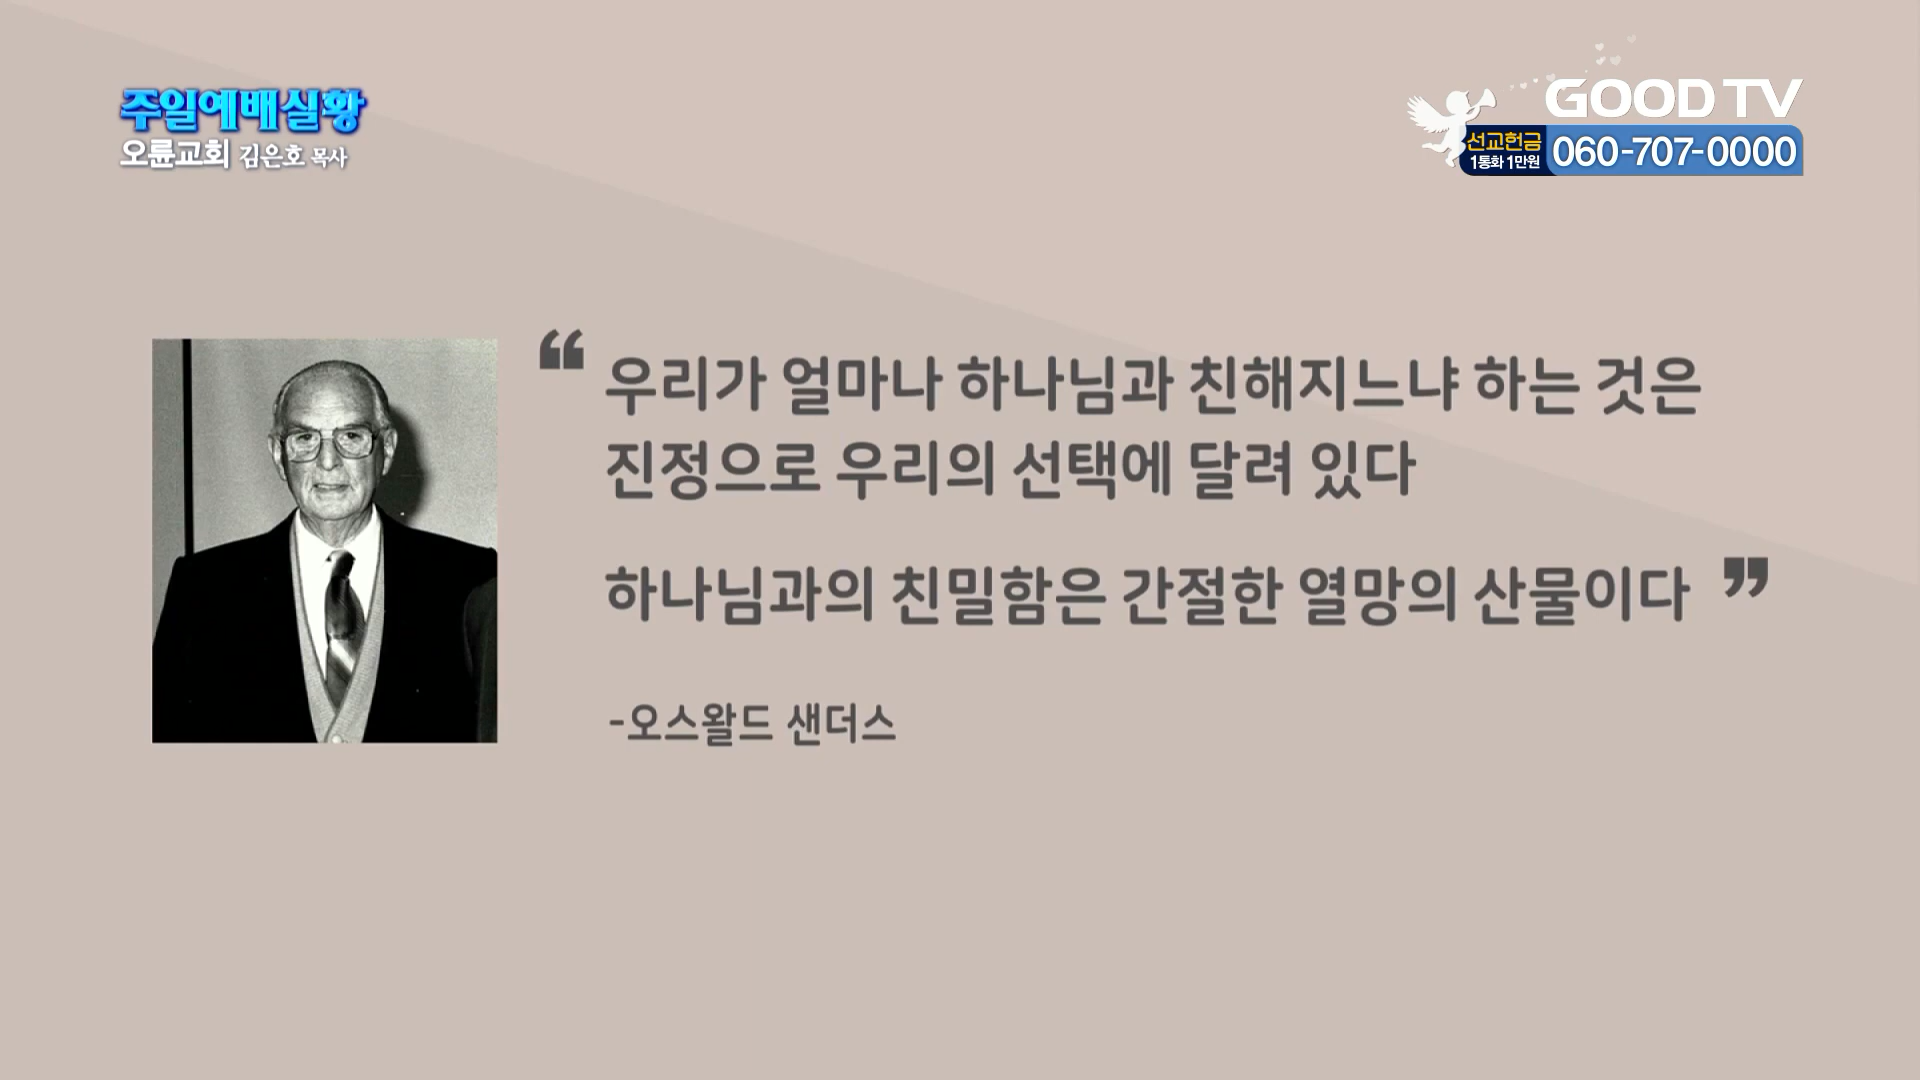 주일예배실황
오륜교회 김은호 목사
GOOD TV
선교헌금
1통화 1만원
060-707-0000
“우리가 얼마나 하나님과 친해지느냐 하는 것은
진정으로 우리의 선택에 달려 있다
하나님과의 친밀함은 간절한 열망의 산물이다”
-오스왈드 샌더스